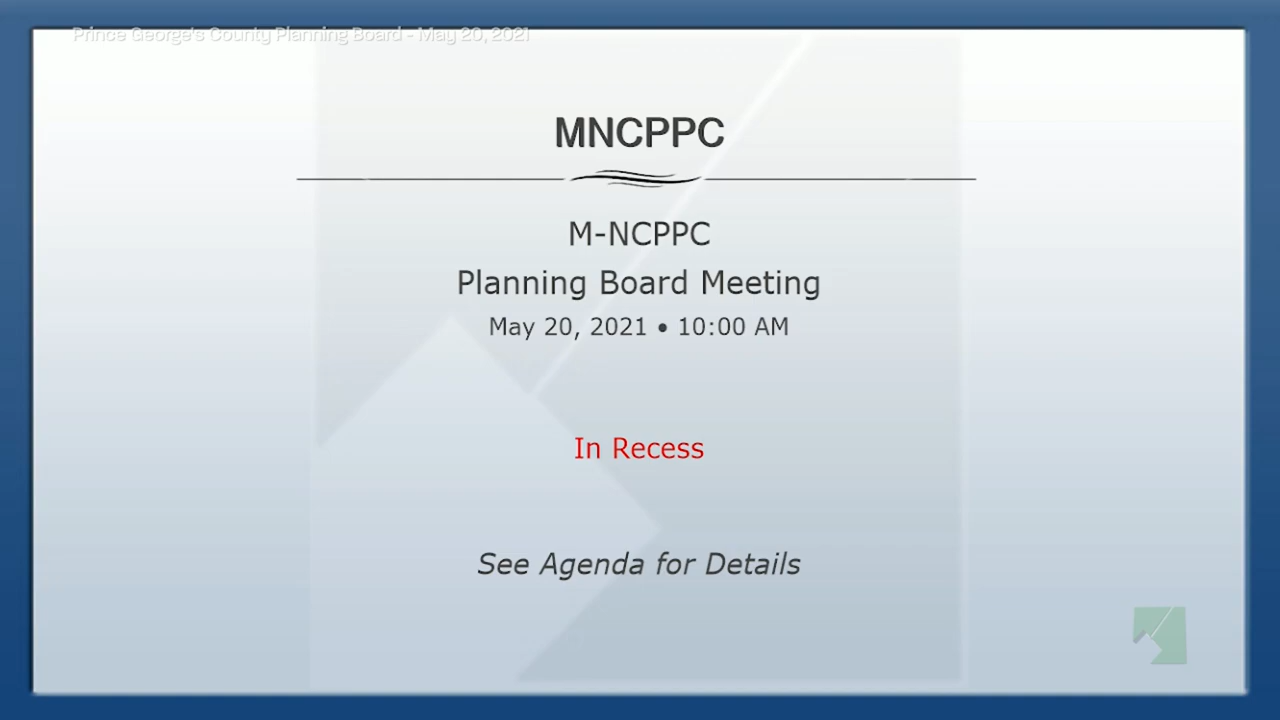 Prince George's County Planning Board - May 20, 2021
MNCPPC
M-NCPPC
Planning Board Meeting
May 20, 2021 • 10:00 AM
In Recess
See Agenda for Details